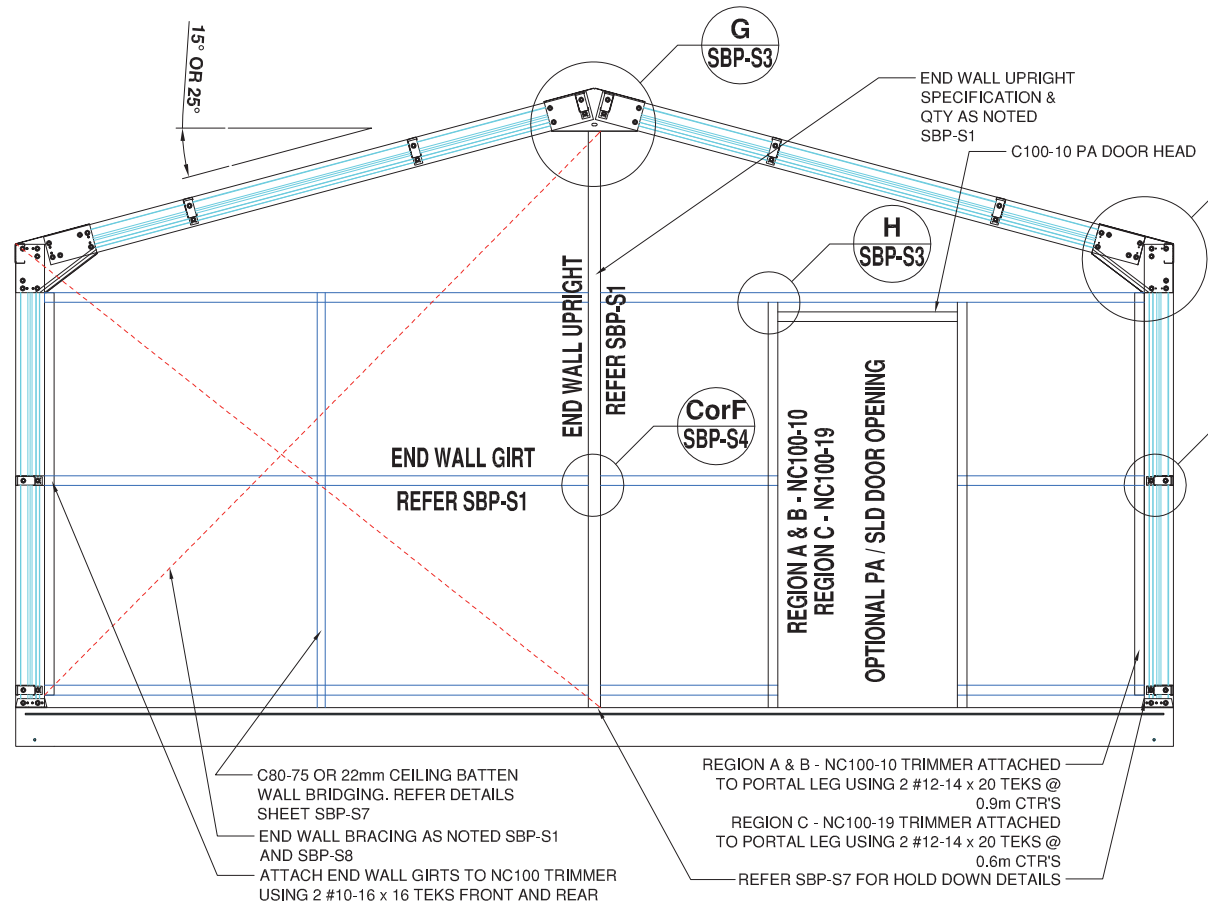 15° OR 25°
G
SBP-S3
END WALL UPRIGHT
SPECIFICATION &
QTY AS NOTED
SBP-S1
C100-10 PA DOOR HEAD
H
SBP-S3
END WALL UPRIGHT
REFER SBP-S1
CorF
SBP-S4
END WALL GIRT
REFER SBP-S1
REGION A & B - NC100-10
REGION C - NC100-19
OPTIONAL PA / SLD DOOR OPENING
C80-75 OR 22mm CEILING BATTEN
WALL BRIDGING. REFER DETAILS
SHEET SBP-S7
END WALL BRACING AS NOTED SBP-S1
AND SBP-S8
ATTACH END WALL GIRTS TO NC100 TRIMMER
USING 2 #10-16 x 16 TEKS FRONT AND REAR
REGION A & B - NC100-10 TRIMMER ATTACHED
TO PORTAL LEG USING 2 #12-14 x 20 TEKS @
0.9m CTR'S
REGION C - NC100-19 TRIMMER ATTACHED
TO PORTAL LEG USING 2 #12-14 x 20 TEKS @
0.6m CTR'S
REFER SBP-S7 FOR HOLD DOWN DETAILS